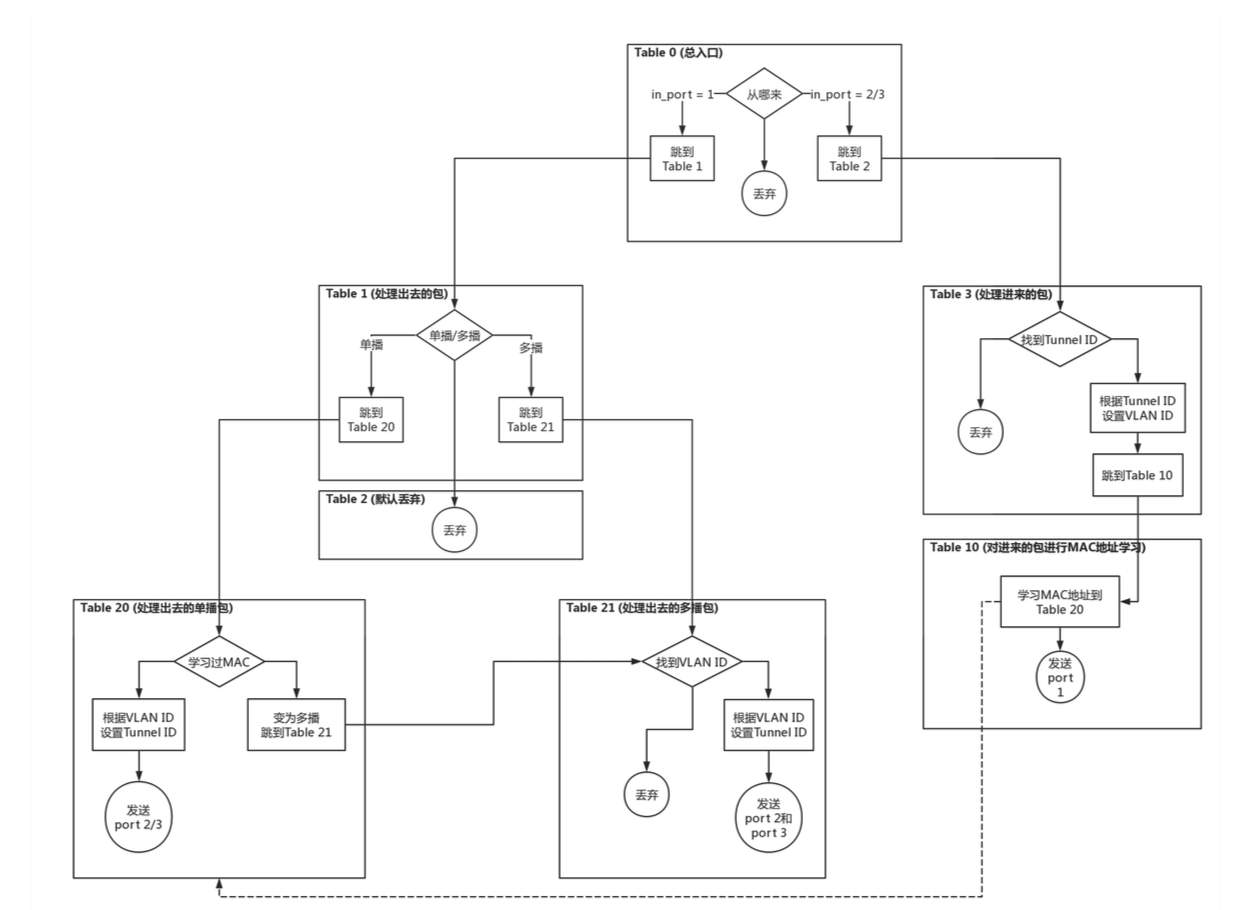 Table 0 (总入口)
in_port = 1
从哪来
in_port = 2/3
跳到
Table 1
丢弃
跳到
Table 2
Table 1 (处理出去的包)
单播
单播/多播
多播
跳到
Table 20
跳到
Table 21
Table 2 (默认丢弃)
丢弃
Table 3 (处理进来的包)
找到Tunnel ID
丢弃
根据Tunnel ID
设置VLAN ID
跳到Table 10
Table 10 (对进来的包进行MAC地址学习)
学习MAC地址到
Table 20
发送
port
1
Table 20 (处理出去的单播包)
学习过MAC
根据VLAN ID
设置Tunnel ID
变为多播
跳到Table 21
发送
port 2/3
Table 21 (处理出去的多播包)
找到VLAN ID
丢弃
根据VLAN ID
设置Tunnel ID
发送
port 2和
port 3